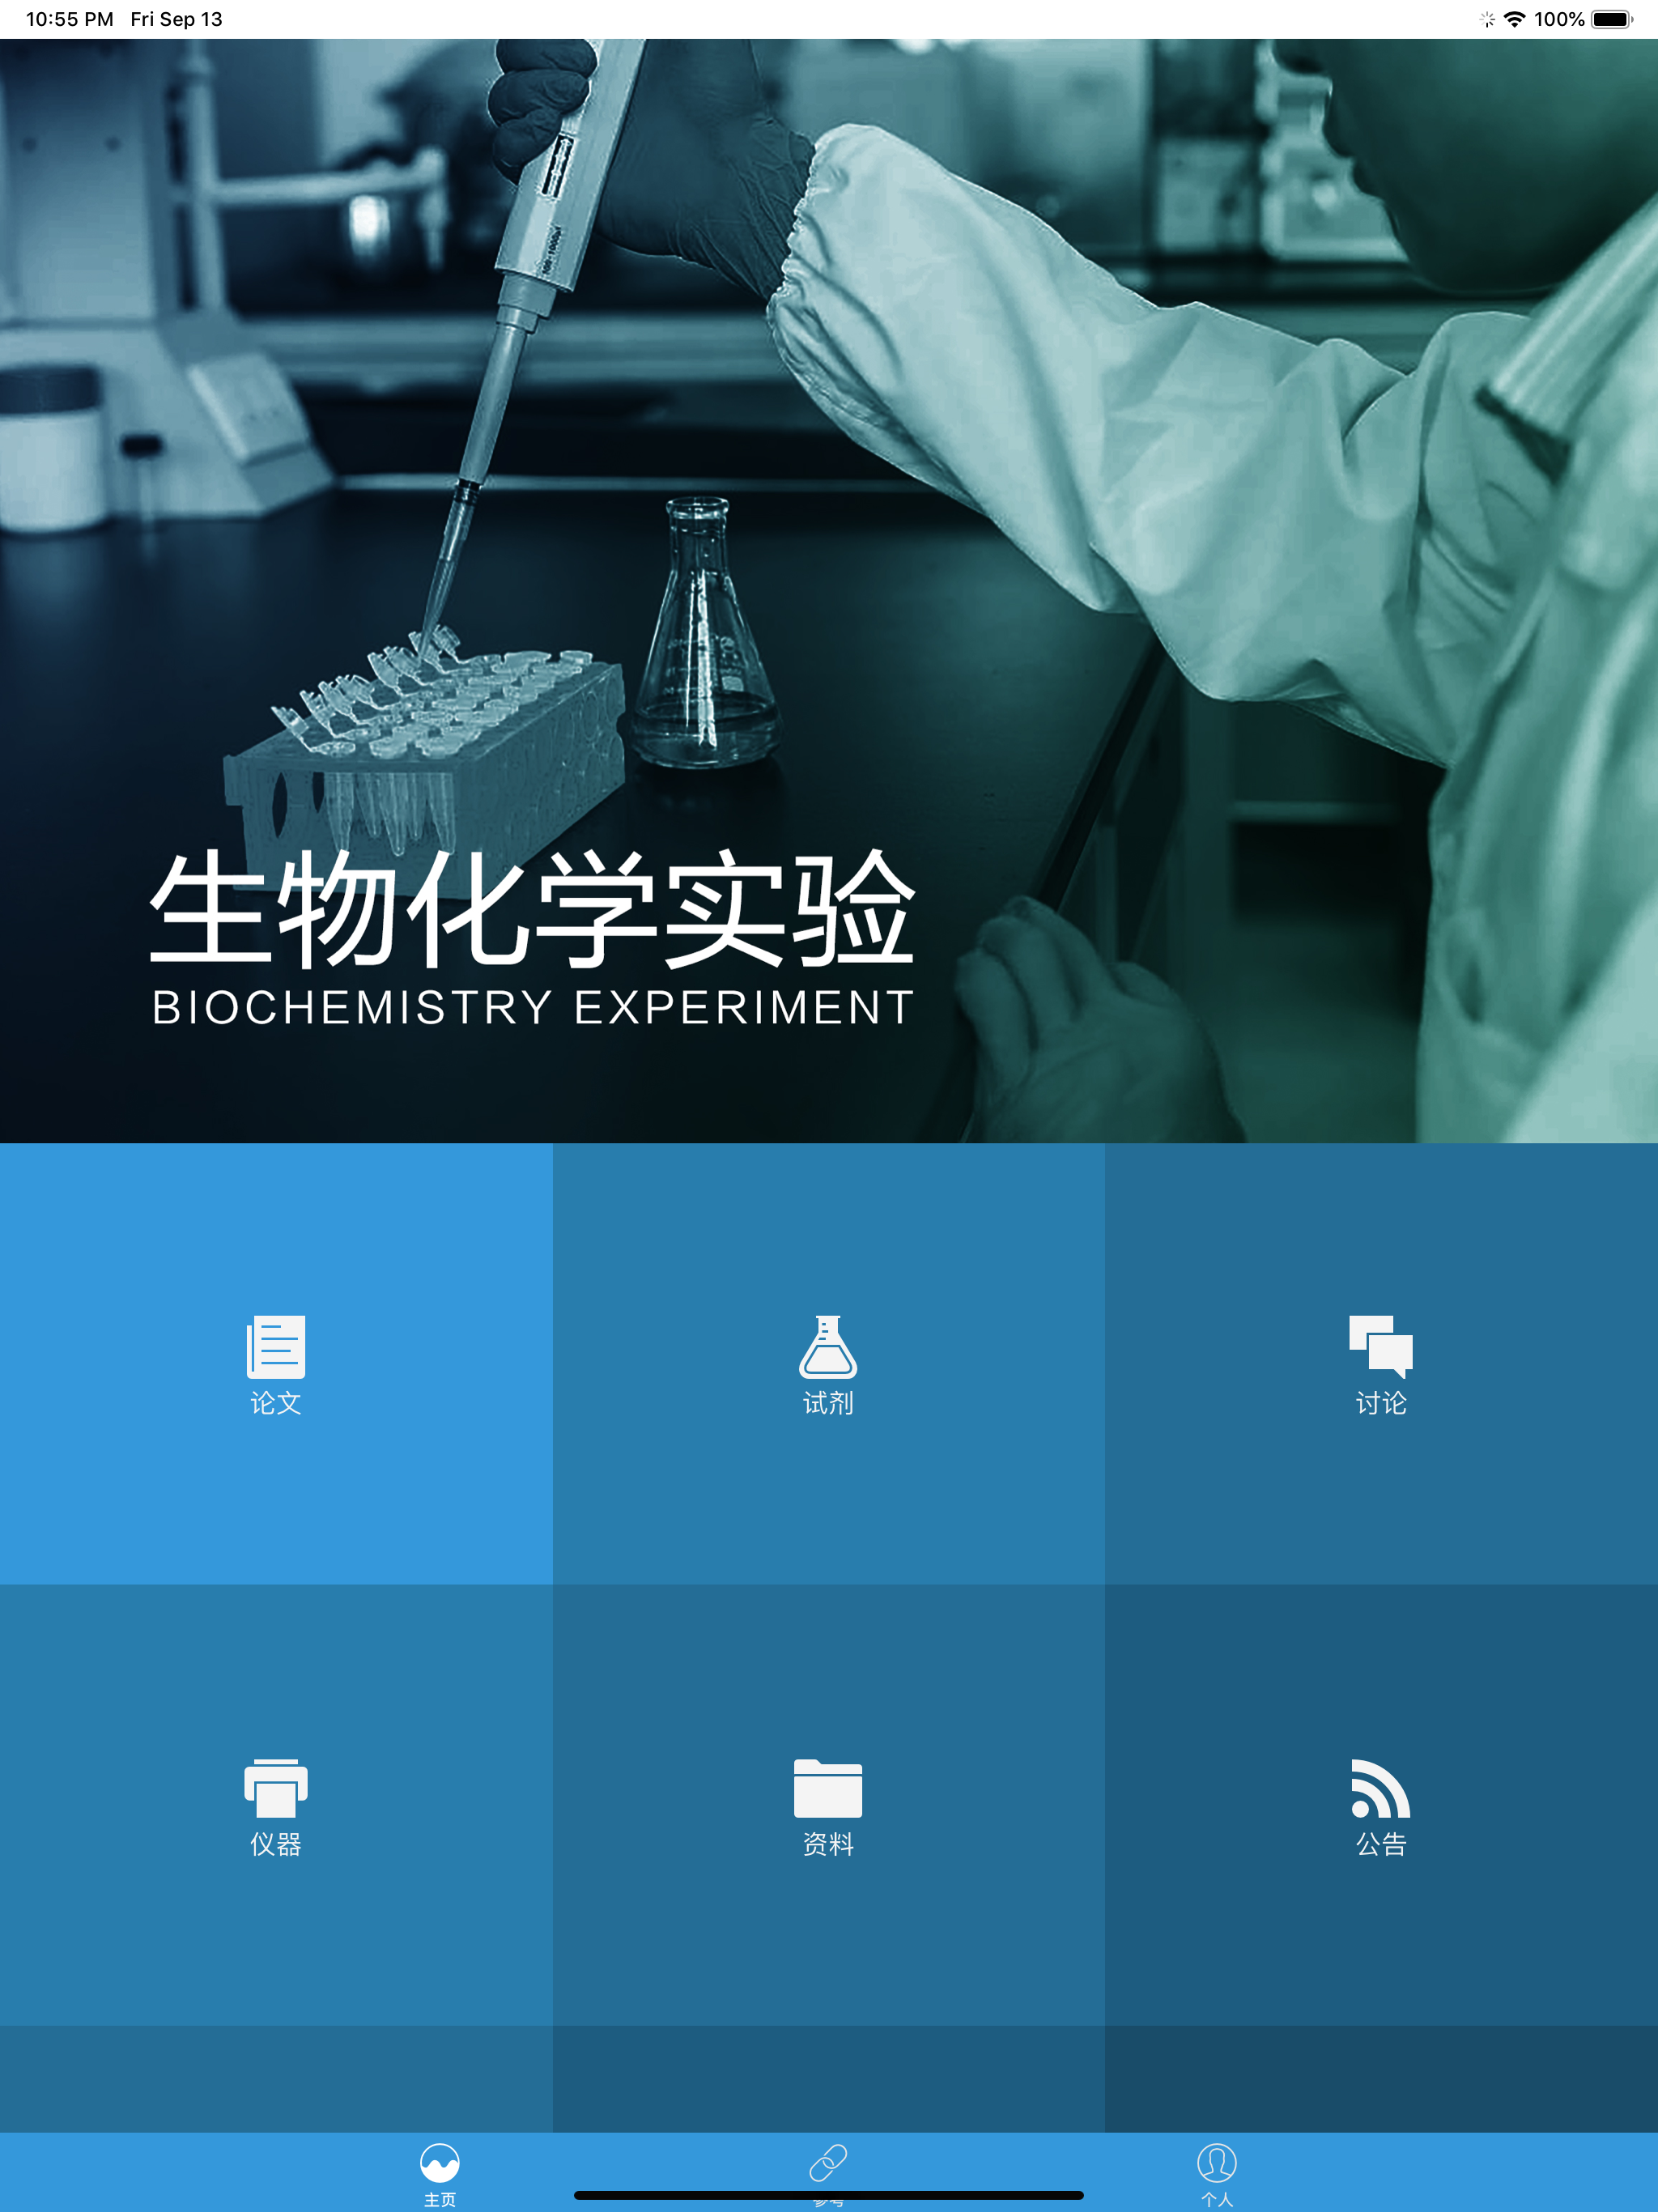 10:55 PM Fri Sep 13
100%
生物化学实验
BIOCHEMISTRY EXPERIMENT
论文
试剂
讨论
仪器
资料
公告
主页
个人